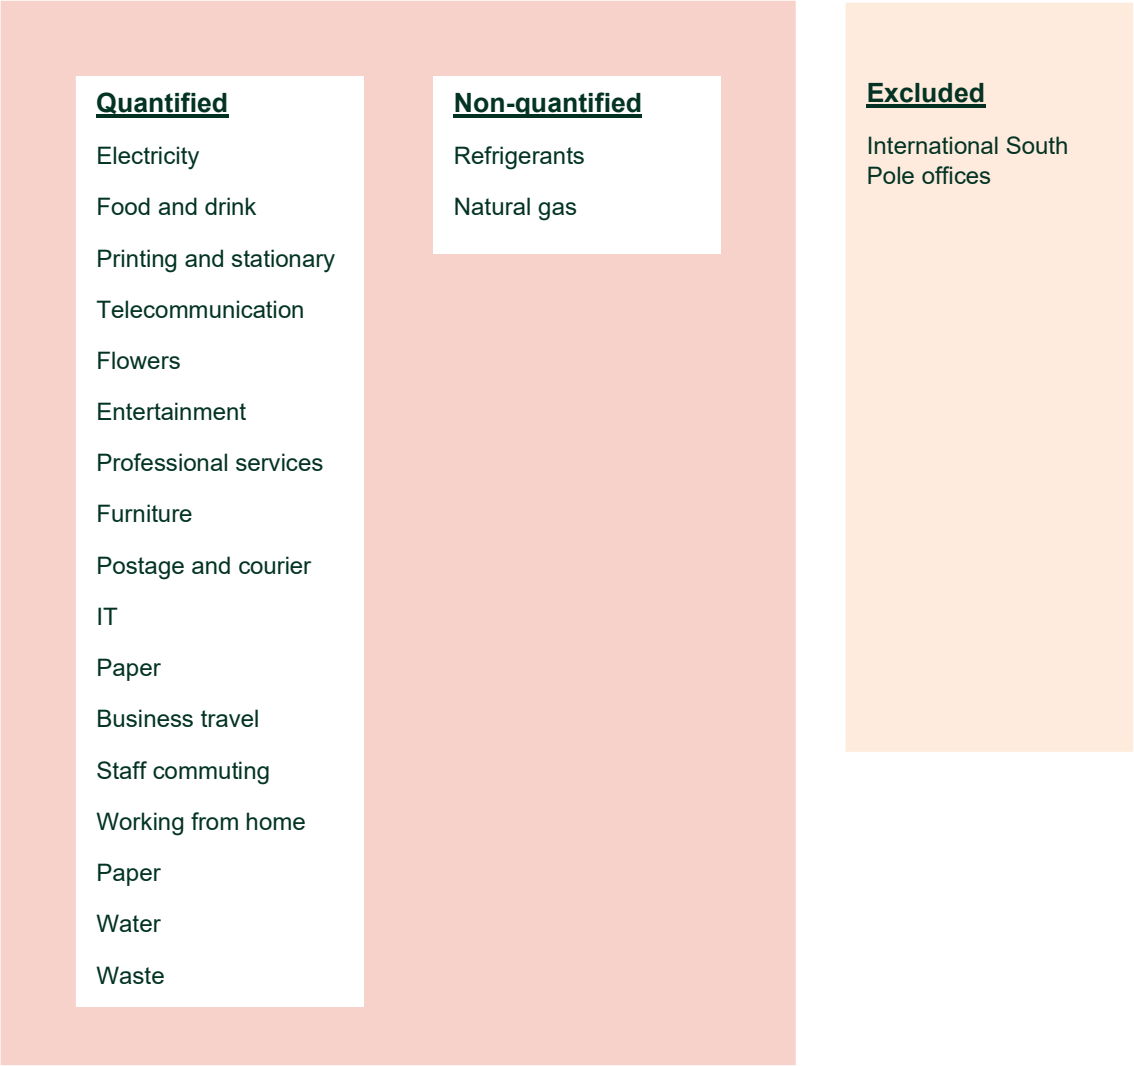 Quantified
Electricity
Food and drink
Printing and stationary
Telecommunication
Flowers
Entertainment
Professional services
Furniture
Postage and courier
IT
Paper
Business travel
Staff commuting
Working from home
Paper
Water
Waste
Non-quantified
Refrigerants
Natural gas
Excluded
International South
Pole offices